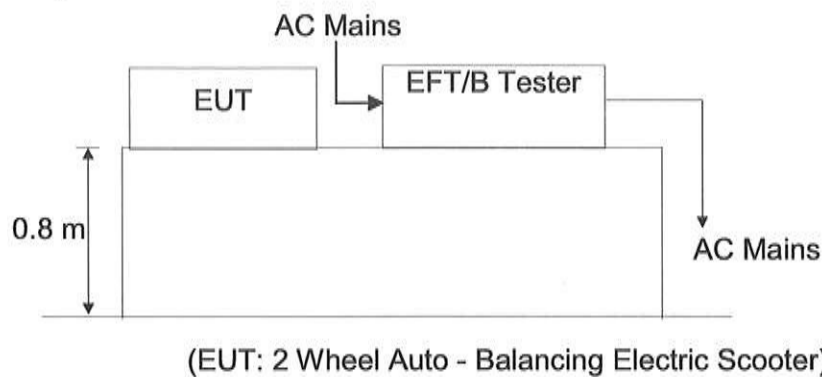 AC Mains
EUT
EFT/B Tester
0.8 m
AC Mains
(EUT: 2 Wheel Auto - Balancing Electric Scooter)